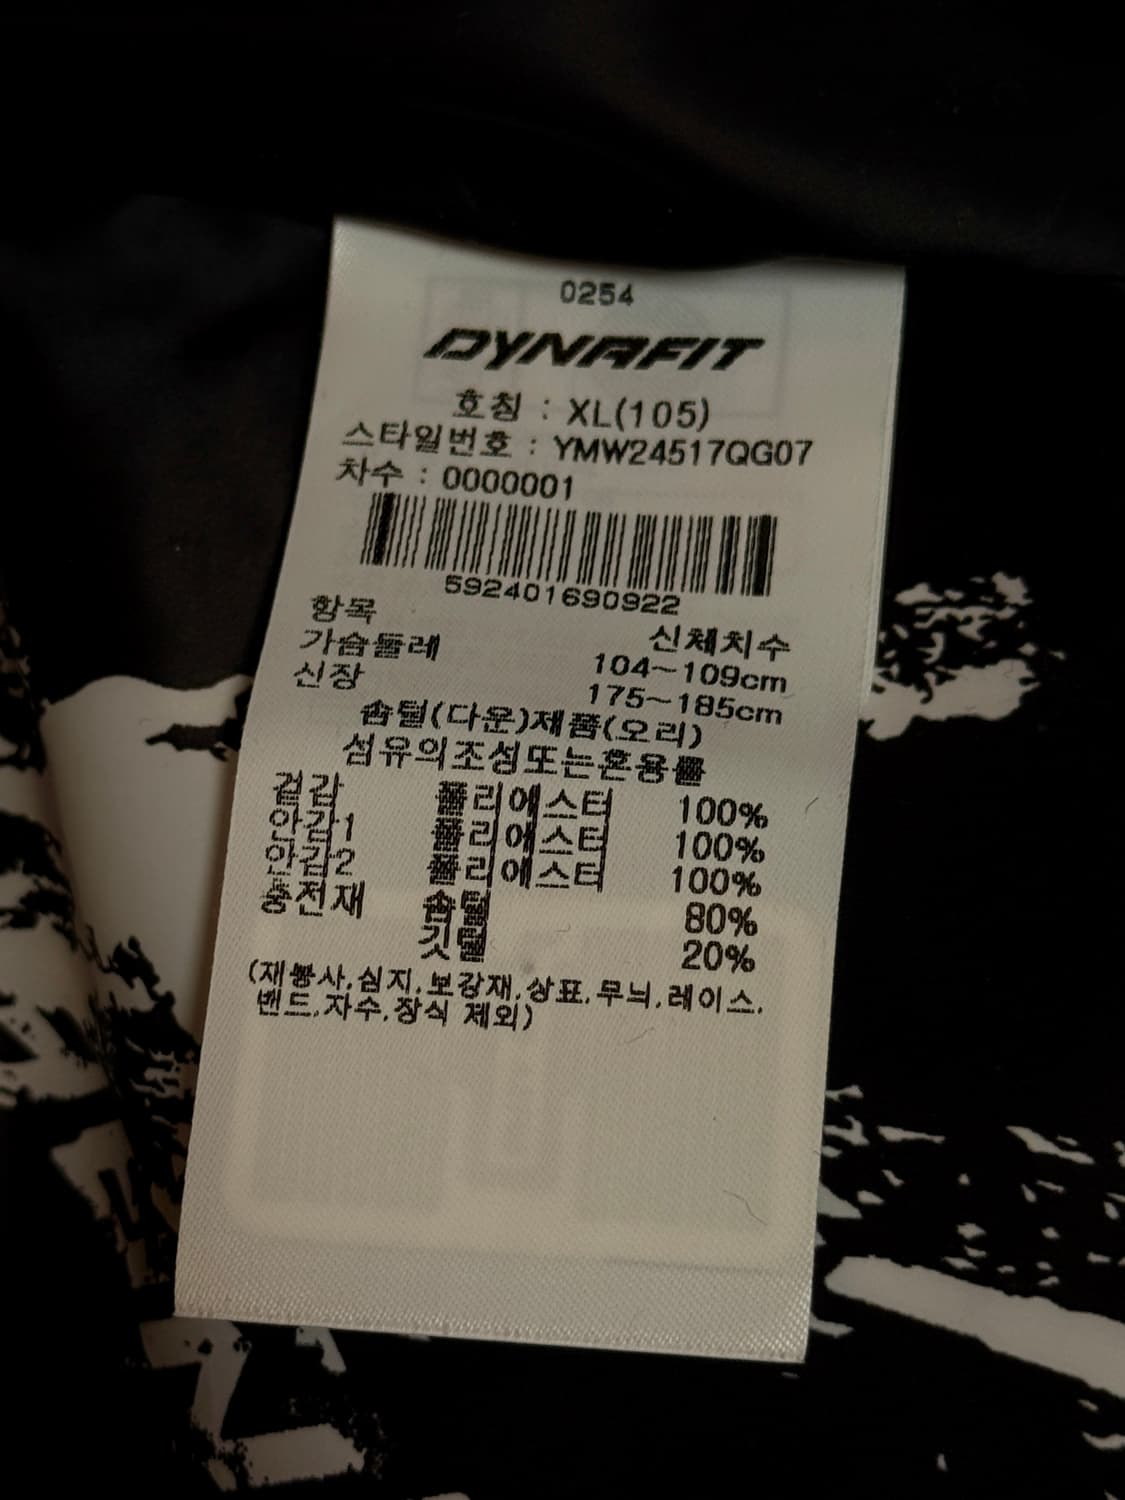 0254
DYNAFIT
호칭 : XL(105)
스타일번호 : YMW24517QG07
차수 : 0000001
592401690922
항목 신체치수
가슴둘레 104~109cm
신장 175~185cm
솜털(다운)제품(오리)
섬유의조성또는혼용률
겉감 폴리에스터 100%
안감1 폴리에스터 100%
안감2 폴리에스터 100%
충전재 솜털 80%
깃털 20%
(재봉사,심지,보강재,상표,무늬,레이스,
밴드,자수,장식 제외)